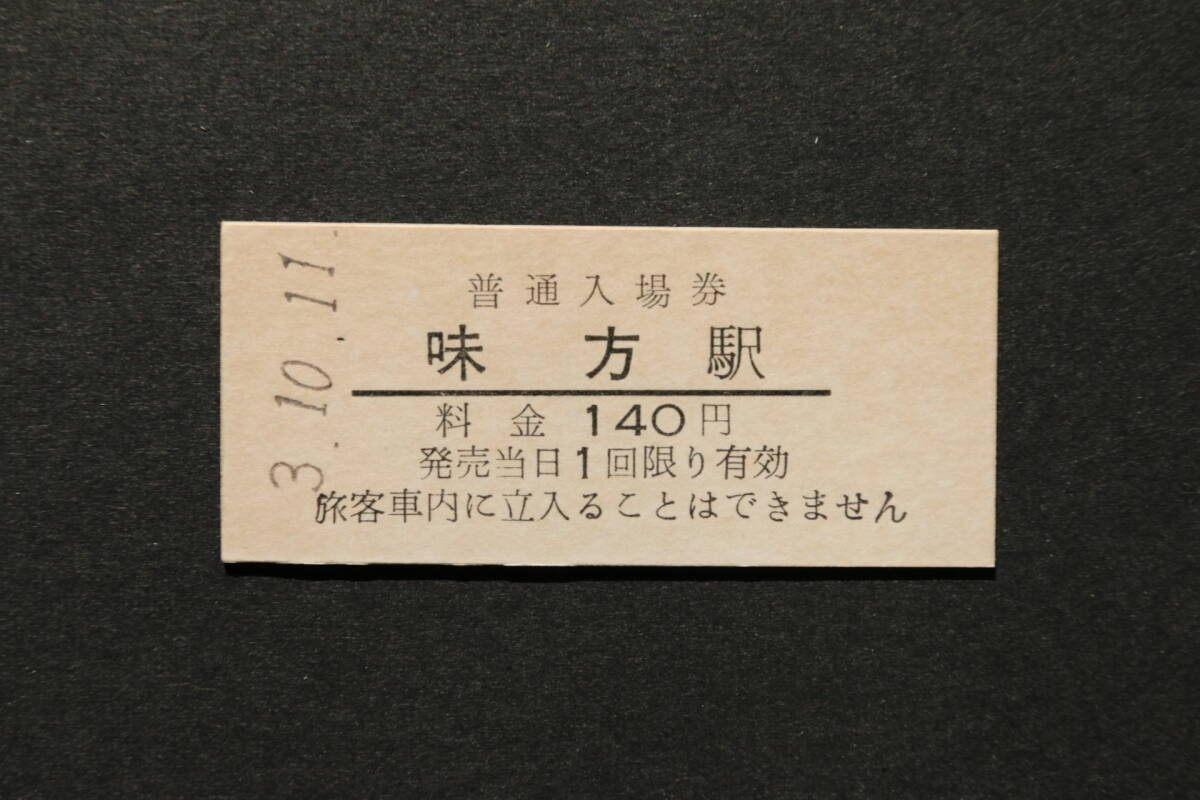 3.10.11.
普通入場券
味方駅
料金140円
発売当日1回限り有効
旅客車内に立入ることはできません